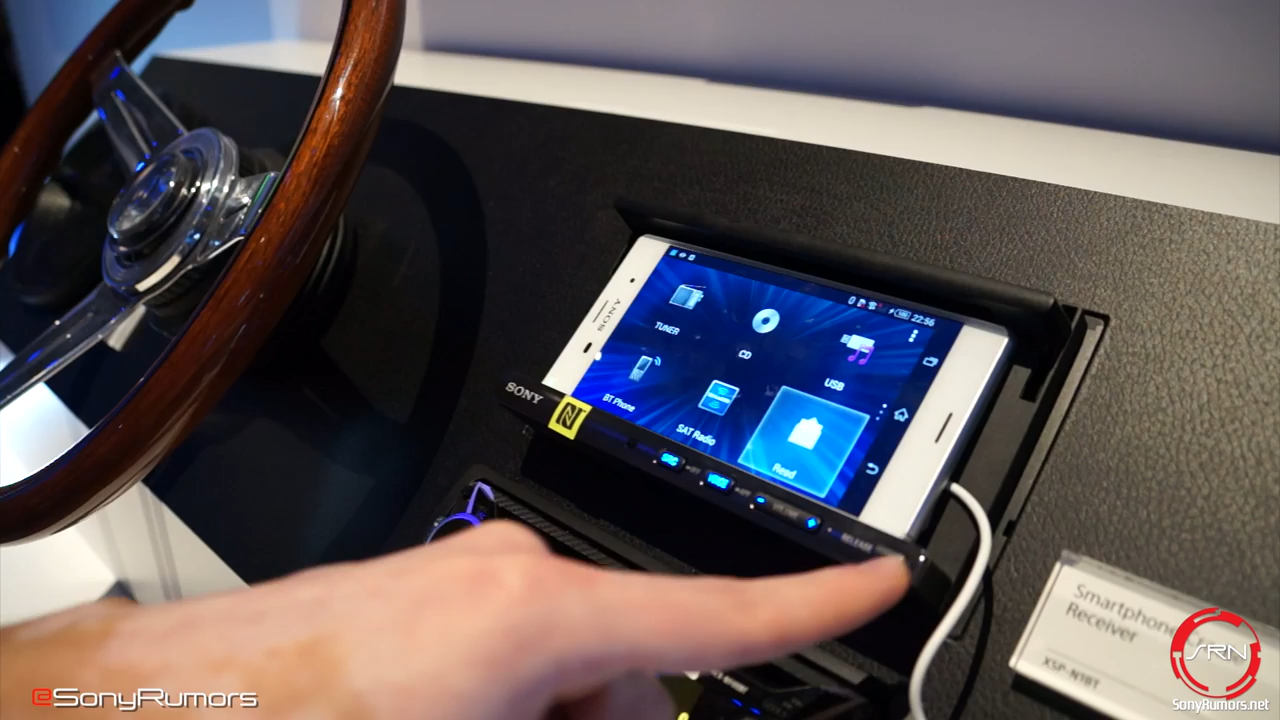 22:56
SONY
TUNER
CD
USB
BT Phone
SAT Radio
Read
SONY
N
SRC
RELEASE
Smartphone
Receiver
XSP-N1BT
@SonyRumors
SRN
SonyRumors.net